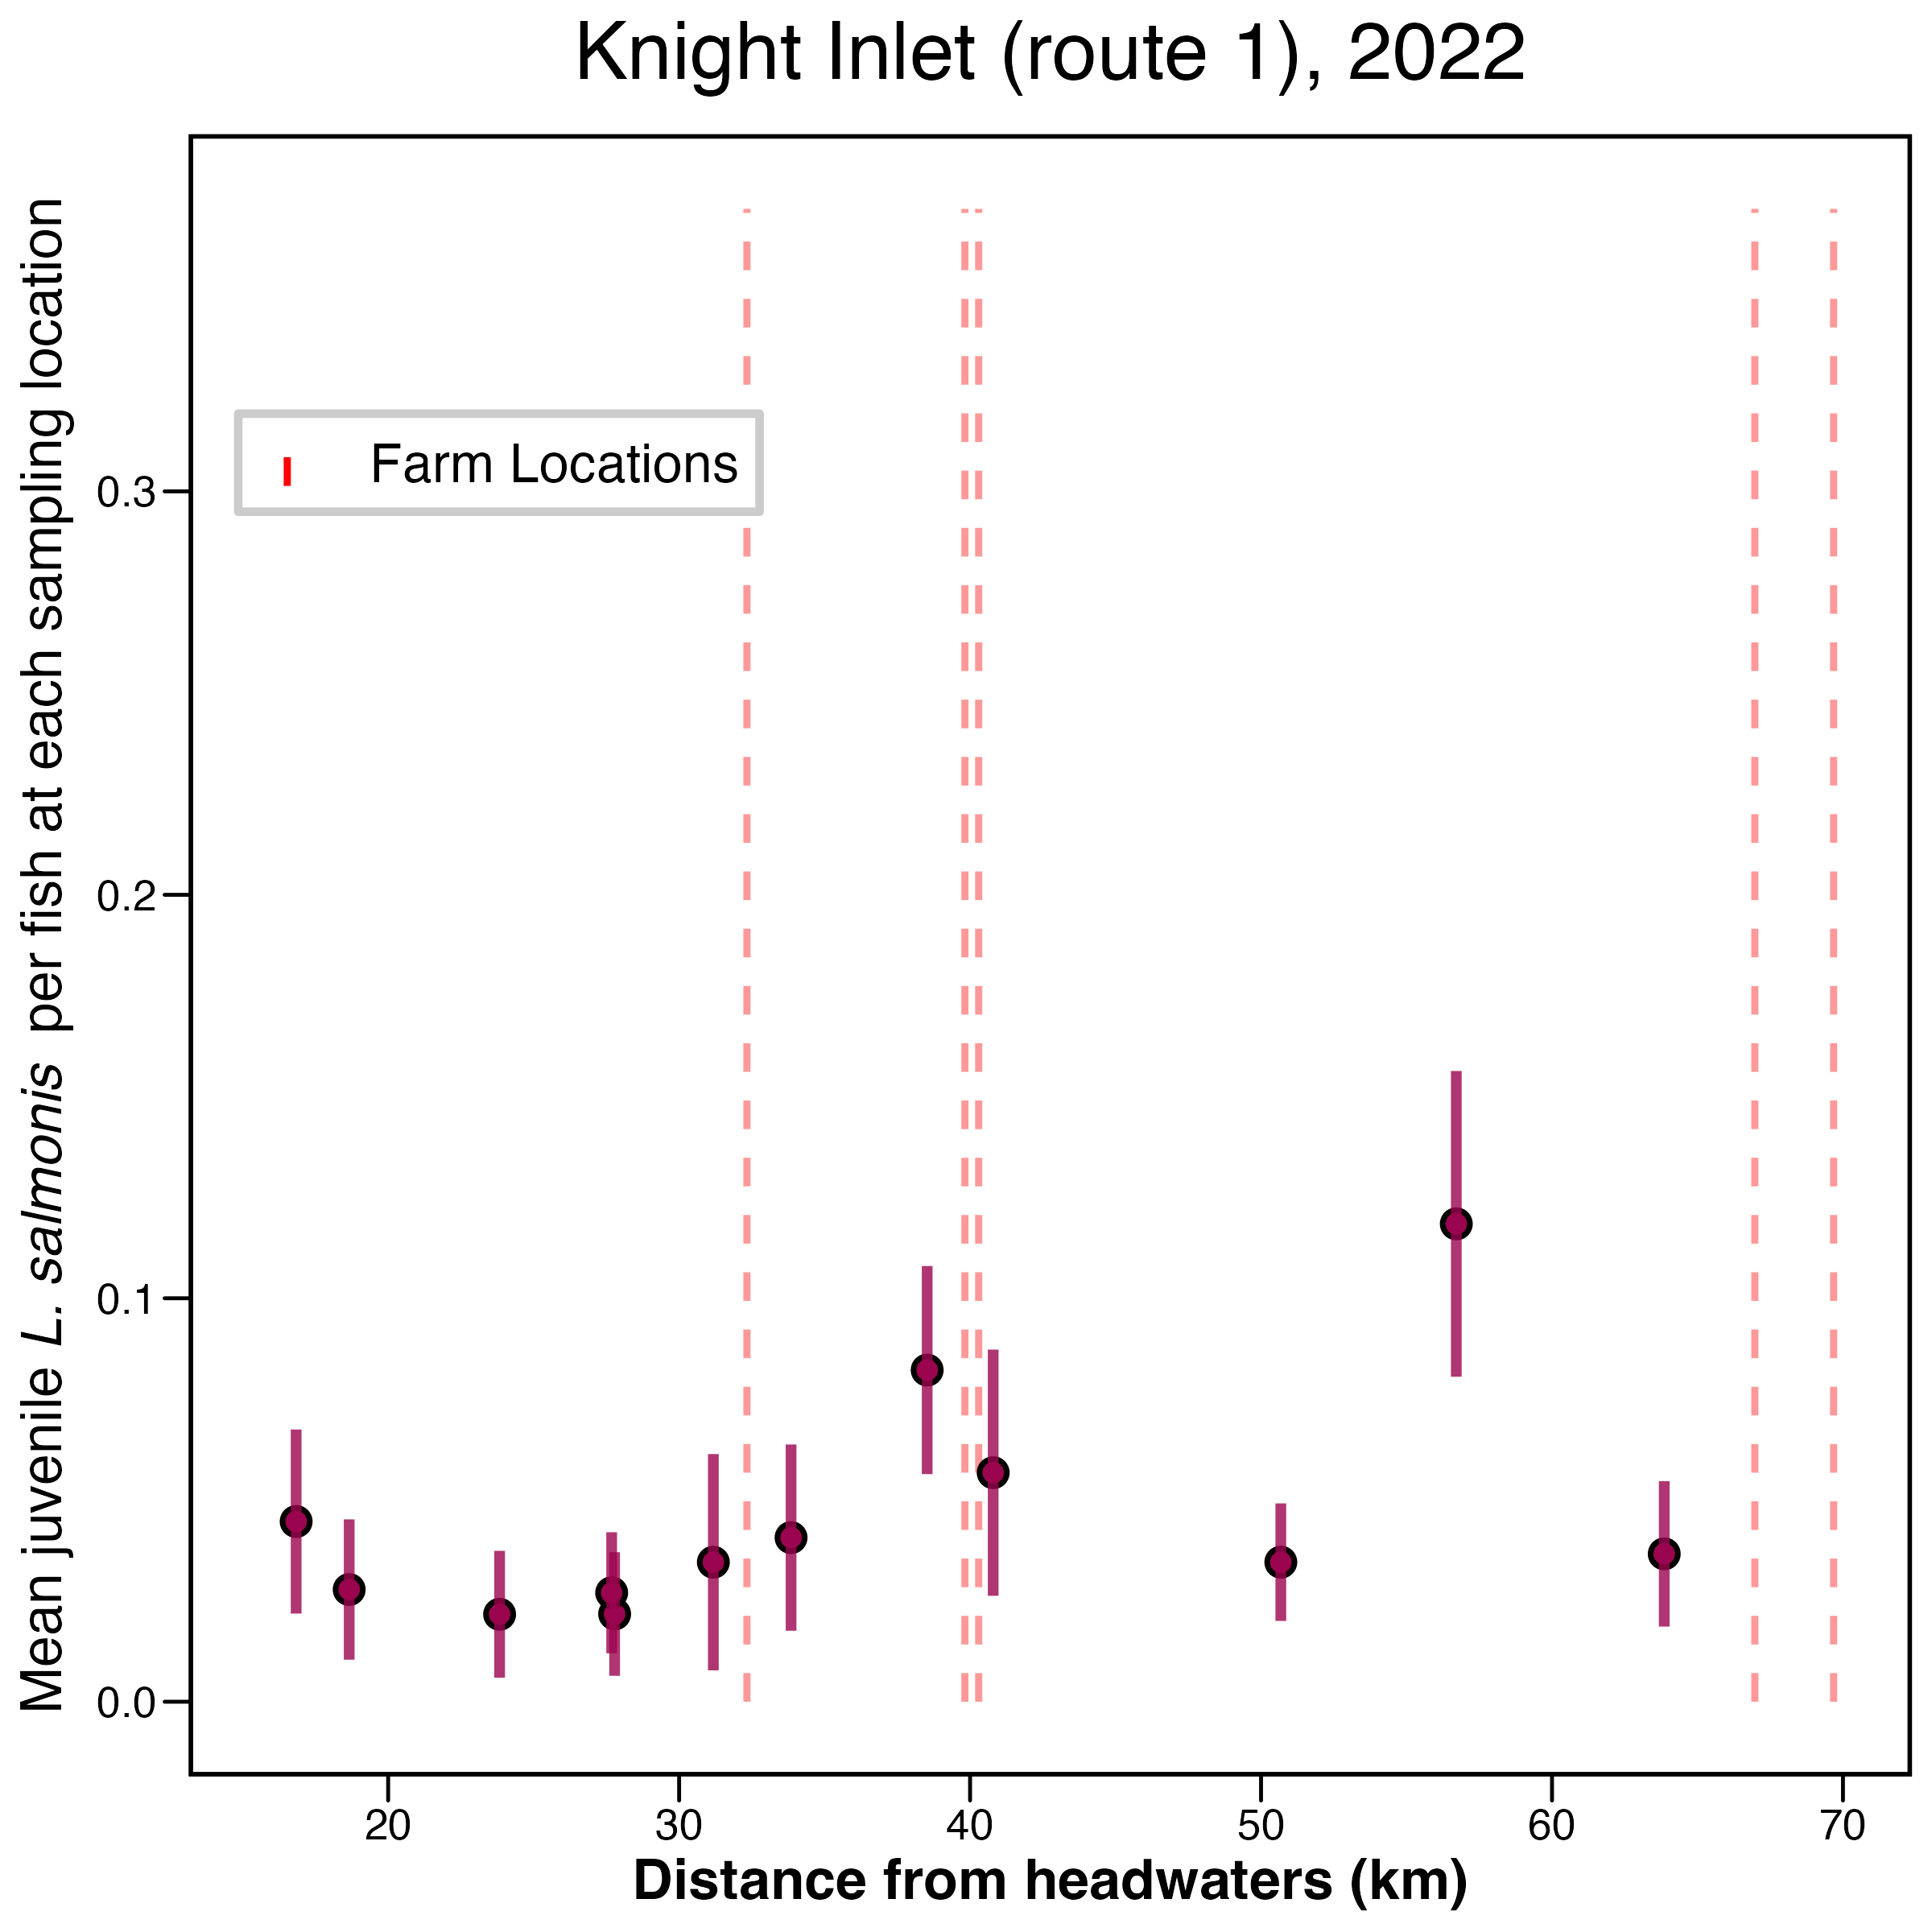 Knight Inlet (route 1), 2022
Mean juvenile L. salmonis per fish at each sampling location
Farm Locations
0.3
0.2
0.1
0.0
20 30 40 50 60 70
Distance from headwaters (km)